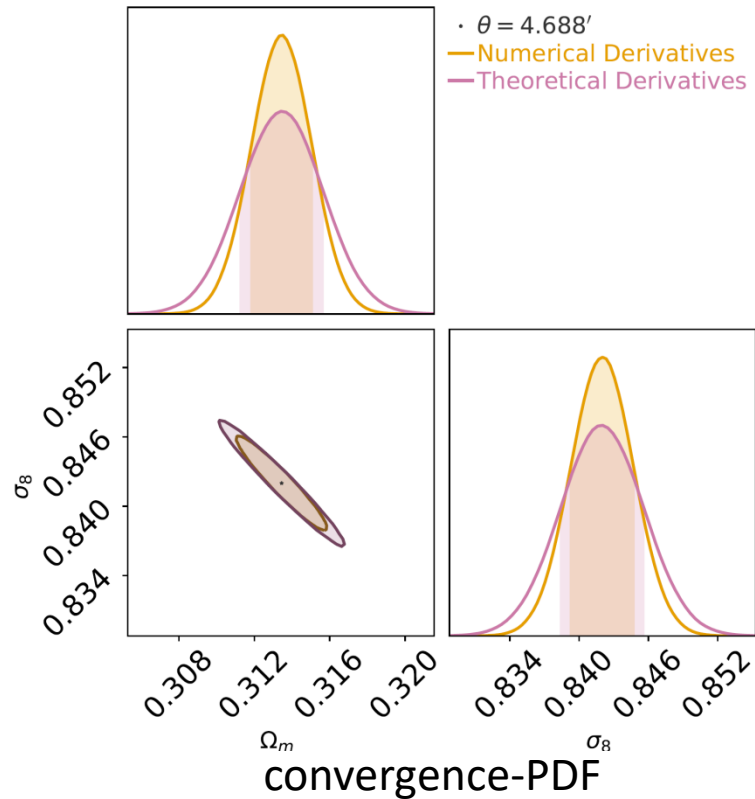 θ = 4.688′
Numerical Derivatives
Theoretical Derivatives
0.852
0.846
0.840
0.834
σ₈
0.308
0.312
0.316
0.320
Ωₘ
0.834
0.840
0.846
0.852
σ₈
convergence-PDF